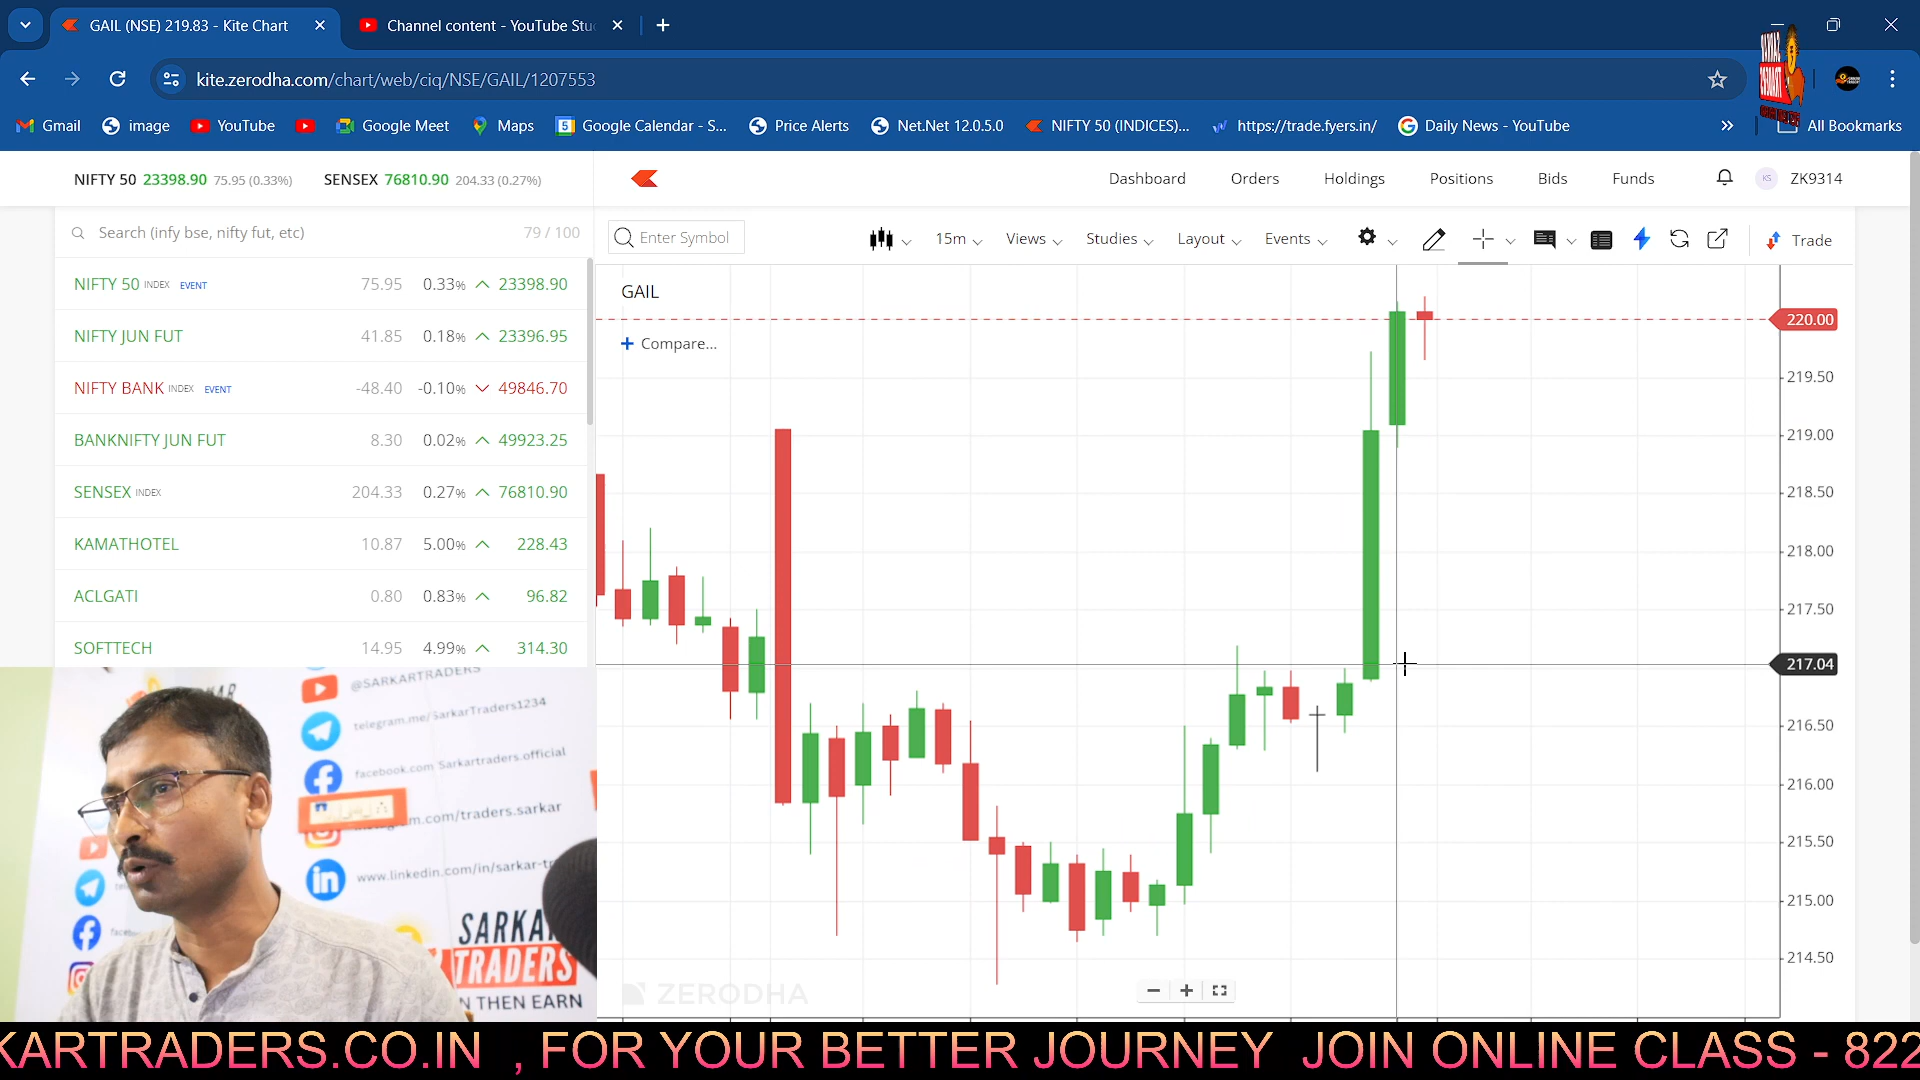 GAIL (NSE) 219.83 - Kite Chart
Channel content - YouTube Stu
kite.zerodha.com/chart/web/ciq/NSE/GAIL/1207553
Gmail
image
YouTube
Google Meet
Maps
5 Google Calendar - S...
Price Alerts
Net.Net 12.0.5.0
NIFTY 50 (INDICES)...
https://trade.fyers.in/
Daily News - YouTube
All Bookmarks
NIFTY 50 23398.90 75.95 (0.33%)
SENSEX 76810.90 204.33 (0.27%)
Dashboard
Orders
Holdings
Positions
Bids
Funds
KS ZK9314
Search (infy bse, nifty fut, etc) 79 / 100
Enter Symbol
15m
Views
Studies
Layout
Events
Trade
NIFTY 50 INDEX EVENT 75.95 0.33% 23398.90
NIFTY JUN FUT 41.85 0.18% 23396.95
NIFTY BANK INDEX EVENT -48.40 -0.10% 49846.70
BANKNIFTY JUN FUT 8.30 0.02% 49923.25
SENSEX INDEX 204.33 0.27% 76810.90
KAMATHOTEL 10.87 5.00% 228.43
ACLGATI 0.80 0.83% 96.82
SOFTTECH 14.95 4.99% 314.30
GAIL
+ Compare...
220.00
219.50
219.00
218.50
218.00
217.50
217.04
216.50
216.00
215.50
215.00
214.50
ZERODHA
@SARKARTRADERS
telegram.me/SarkarTraders1234
facebook.com Sarkartraders.official
m.com/traders.sarkar
www.linkedin.com/in/sarkar-tr
SARKA
TRADERS
N THEN EARN
KARTRADERS.CO.IN , FOR YOUR BETTER JOURNEY JOIN ONLINE CLASS - 822